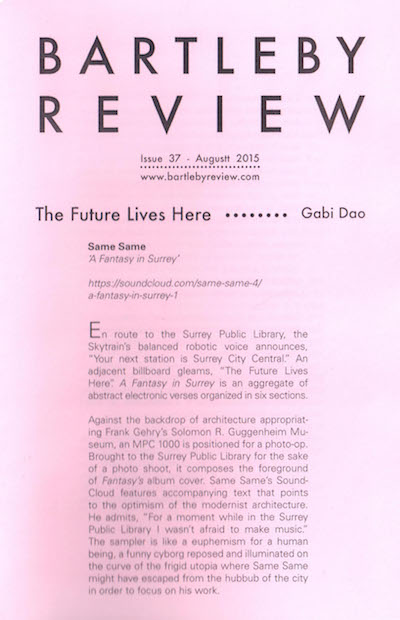 BARTLEBY
REVIEW
Issue 37 - Augustt 2015
www.bartlebyreview.com
The Future Lives Here ........ Gabi Dao
Same Same
'A Fantasy in Surrey'
https://soundcloud.com/same-same-4/
a-fantasy-in-surrey-1
En route to the Surrey Public Library, the
Skytrain's balanced robotic voice announces,
"Your next station is Surrey City Central." An
adjacent billboard gleams, "The Future Lives
Here". A Fantasy in Surrey is an aggregate of
abstract electronic verses organized in six sections.
Against the backdrop of architecture appropriat-
ing Frank Gehry's Solomon R. Guggenheim Mu-
seum, an MPC 1000 is positioned for a photo-op.
Brought to the Surrey Public Library for the sake
of a photo shoot, it composes the foreground
of Fantasy's album cover. Same Same's Sound-
Cloud features accompanying text that points
to the optimism of the modernist architecture.
He admits, "For a moment while in the Surrey
Public Library I wasn't afraid to make music."
The sampler is like a euphemism for a human
being, a funny cyborg reposed and illuminated on
the curve of the frigid utopia where Same Same
might have escaped from the hubbub of the city
in order to focus on his work.